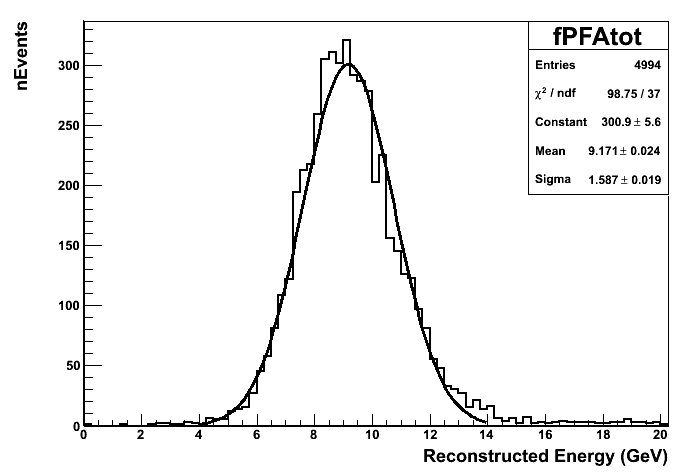 nEvents
fPFAtot
Entries 4994
χ² / ndf 98.75 / 37
Constant 300.9 ± 5.6
Mean 9.171 ± 0.024
Sigma 1.587 ± 0.019
300
250
200
150
100
50
0
0 2 4 6 8 10 12 14 16 18 20
Reconstructed Energy (GeV)